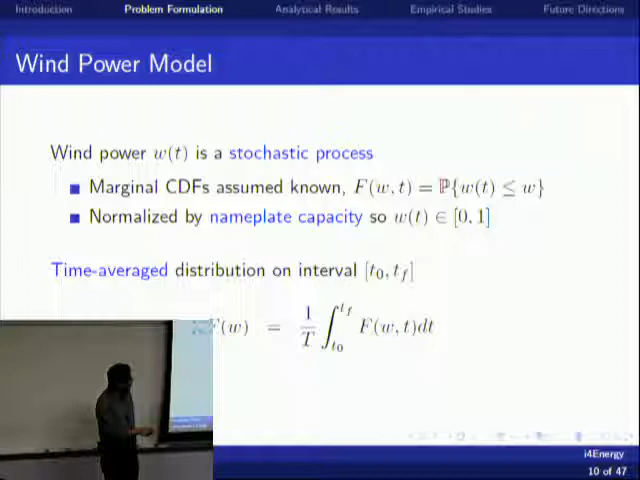 Introduction Problem Formulation Analytical Results Empirical Studies Future Directions
Wind Power Model
Wind power w(t) is a stochastic process
Marginal CDFs assumed known, F(w, t) = ℙ{w(t) ≤ w}
Normalized by nameplate capacity so w(t) ∈ [0, 1]
Time-averaged distribution on interval [t₀, t_f]
F(w) = 1/T ∫_{t₀}^{t_f} F(w, t)dt
i4Energy
10 of 47